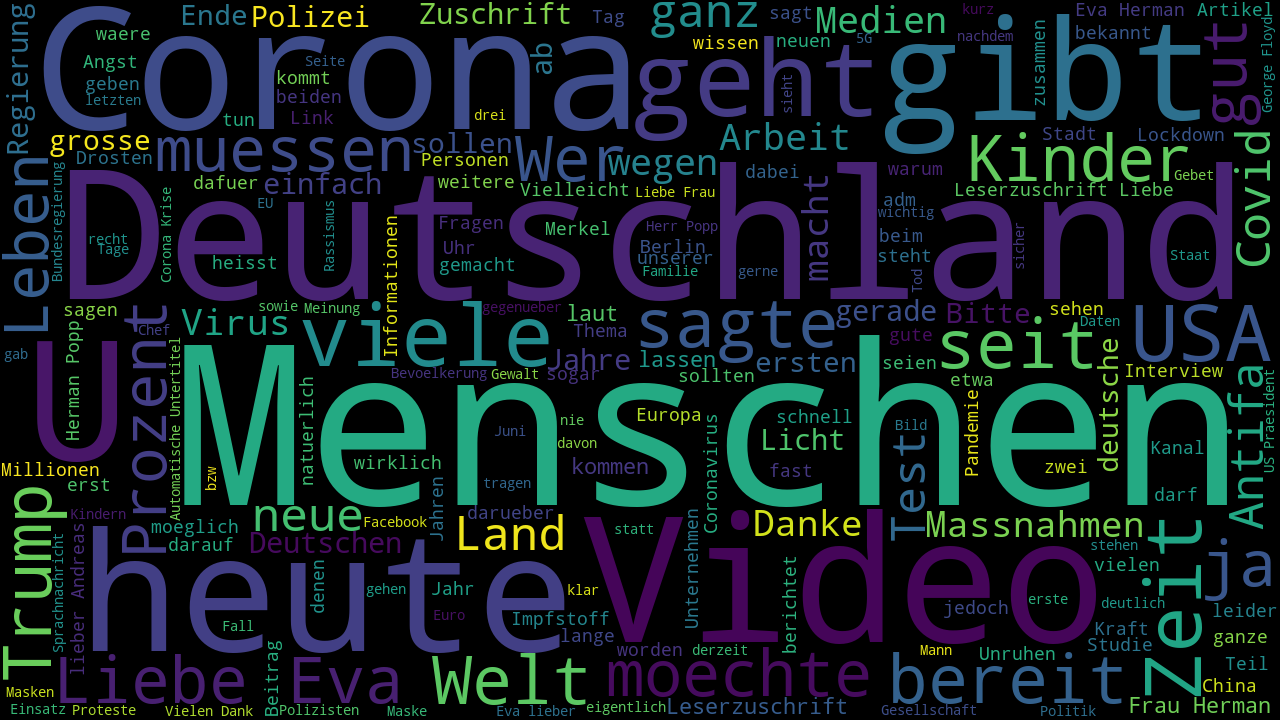 Corona
geht
gibt
gut
Regierung
Ende
Polizei
Zuschrift
Tag
ganz
sagt
Medien
kurz
nachdem
Eva Herman
Artikel
waere
Angst
geben
letzten
Seite
kommt
beiden
Link
tun
ab
drei
wissen
neuen
5G
sieht
zusammen
bekannt
George Floyd
grosse
Drosten
muessen
sollen
Wer
wegen
Arbeit
Kinder
Stadt
Lockdown
Gebet
Covid
Personen
dabei
warum
Leben
Bundesregierung
Deutschland
dafuer
einfach
weitere
Vielleicht
Liebe Frau
Leserzuschrift Liebe
EU
Corona Krise
Rassismus
Informationen
Fragen
Merkel
Herr Popp
macht
adm
wichtig
recht
Tage
Uhr
Berlin
unserer
beim
steht
sicher
Staat
heisst
gemacht
Familie
gerne
Tod
sagen
sowie
Meinung
gegenueber
laut
gerade
Bitte
sehen
Daten
Chef
Virus
viele
Thema
sagte
gute
seit
USA
gab
Herman Popp
Prozent
Automatische Untertitel
Jahre
lassen
ersten
seien
deutsche
Interview
Bevoelkerung
Gewalt
sogar
sollten
etwa
U
Menschen
natuerlich
nie
Europa
schnell
Pandemie
Antifa
US Praesident
Juni
davon
Coronavirus
Licht
Bild
Kanal
Millionen
erst
bzw
wirklich
kommen
fast
zwei
Test
tragen
darf
Trump
Kindern
moeglich
neue
Facebook
Jahren
darueber
statt
Unternehmen
Danke
Massnahmen
Sprachnachricht
lieber Andreas
darauf
Deutschen
Land
Video
stehen
Zeit
ja
heute
denen
gehen
Jahr
klar
berichtet
vielen
Euro
Impfstoff
jedoch
erste
deutlich
leider
Fall
lange
Kraft
Studie
ganze
worden
derzeit
Mann
Unruhen
Teil
Masken
Liebe
Beitrag
Eva
Welt
moechte
bereit
China
Einsatz
Proteste
Vielen Dank
Polizisten
Maske
Eva lieber
eigentlich
Leserzuschrift
Gesellschaft
Politik
Frau Herman